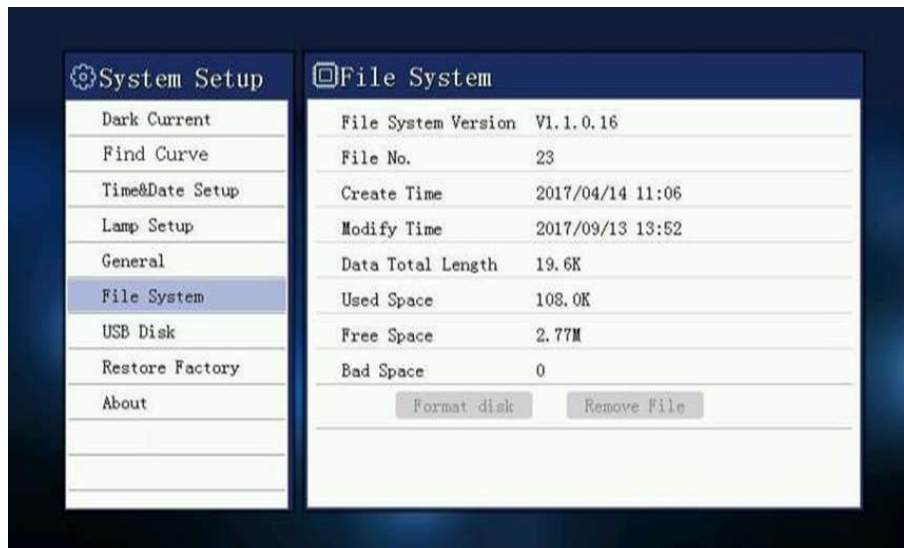 System Setup
Dark Current
Find Curve
Time&Date Setup
Lamp Setup
General
File System
USB Disk
Restore Factory
About
File System
File System Version V1.1.0.16
File No. 23
Create Time 2017/04/14 11:06
Modify Time 2017/09/13 13:52
Data Total Length 19.6K
Used Space 108.0K
Free Space 2.77M
Bad Space 0
Format disk Remove File